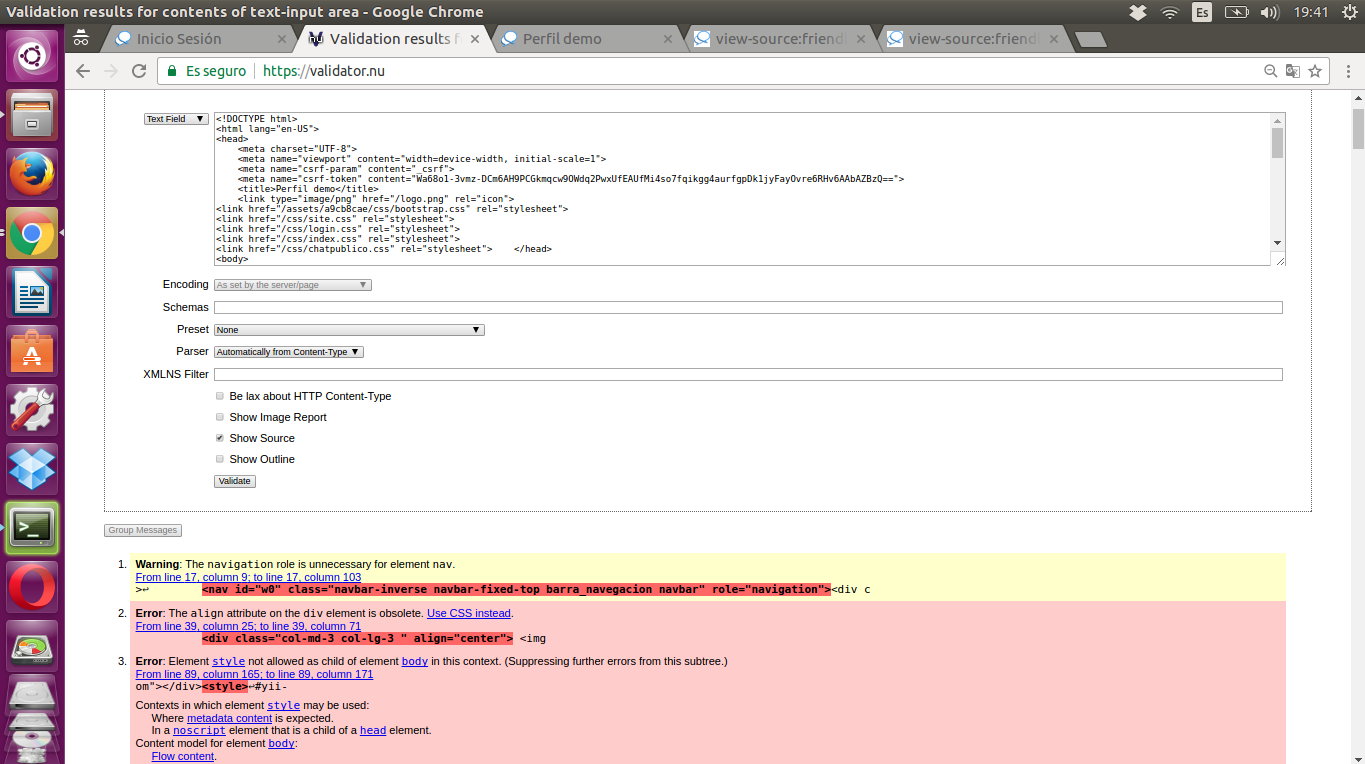 Validation results for contents of text-input area - Google Chrome
Es
19:41
Inicio Sesión
Validation results f
Perfil demo
view-source:friendl
view-source:friendl
Es seguro
https://validator.nu
Text Field
<!DOCTYPE html>
<html lang="en-US">
<head>
<meta charset="UTF-8">
<meta name="viewport" content="width=device-width, initial-scale=1">
<meta name="csrf-param" content="_csrf">
<meta name="csrf-token" content="Wa68o1-3vmz-DCm6AH9PCGkmqcw9OWdq2PwxUfEAUfMi4so7fqikgg4aurfgpDk1jyFayOvre6RHv6AAbAZBzQ==">
<title>Perfil demo</title>
<link type="image/png" href="/logo.png" rel="icon">
<link href="/assets/a9cb8cae/css/bootstrap.css" rel="stylesheet">
<link href="/css/site.css" rel="stylesheet">
<link href="/css/login.css" rel="stylesheet">
<link href="/css/index.css" rel="stylesheet">
<link href="/css/chatpublico.css" rel="stylesheet"> </head>
<body>
Encoding
As set by the server/page
Schemas
Preset
None
Parser
Automatically from Content-Type
XMLNS Filter
Be lax about HTTP Content-Type
Show Image Report
Show Source
Show Outline
Validate
Group Messages
1. Warning: The navigation role is unnecessary for element nav.
From line 17, column 9; to line 17, column 103
>↩ <nav id="w0" class="navbar-inverse navbar-fixed-top barra_navegacion navbar" role="navigation"><div c
2. Error: The align attribute on the div element is obsolete. Use CSS instead.
From line 39, column 25; to line 39, column 71
<div class="col-md-3 col-lg-3 " align="center"> <img
3. Error: Element style not allowed as child of element body in this context. (Suppressing further errors from this subtree.)
From line 89, column 165; to line 89, column 171
om"></div><style>↩#yii-
Contexts in which element style may be used:
Where metadata content is expected.
In a noscript element that is a child of a head element.
Content model for element body:
Flow content.